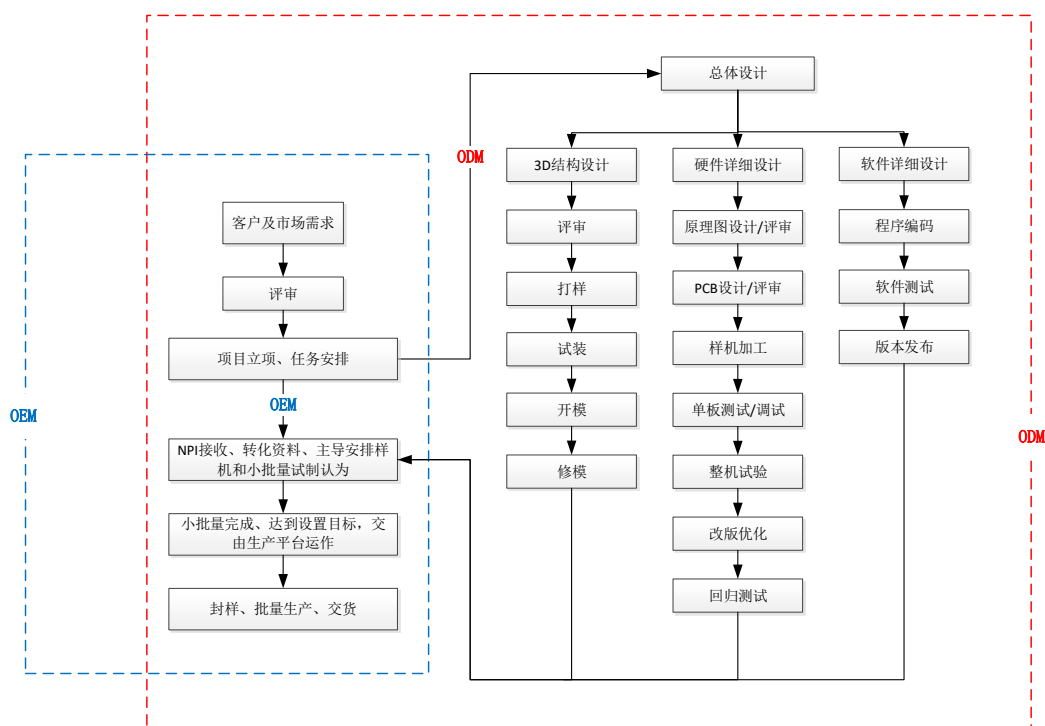 总体设计
ODM
3D结构设计
硬件详细设计
软件详细设计
客户及市场需求
评审
原理图设计/评审
程序编码
评审
打样
PCB设计/评审
软件测试
项目立项、任务安排
试装
样机加工
版本发布
OEM
OEM
开模
单板测试/调试
ODM
NPI接收、转化资料、主导安排样
机和小批量试制认为
修模
整机试验
小批量完成、达到设置目标，交
由生产平台运作
改版优化
封样、批量生产、交货
回归测试